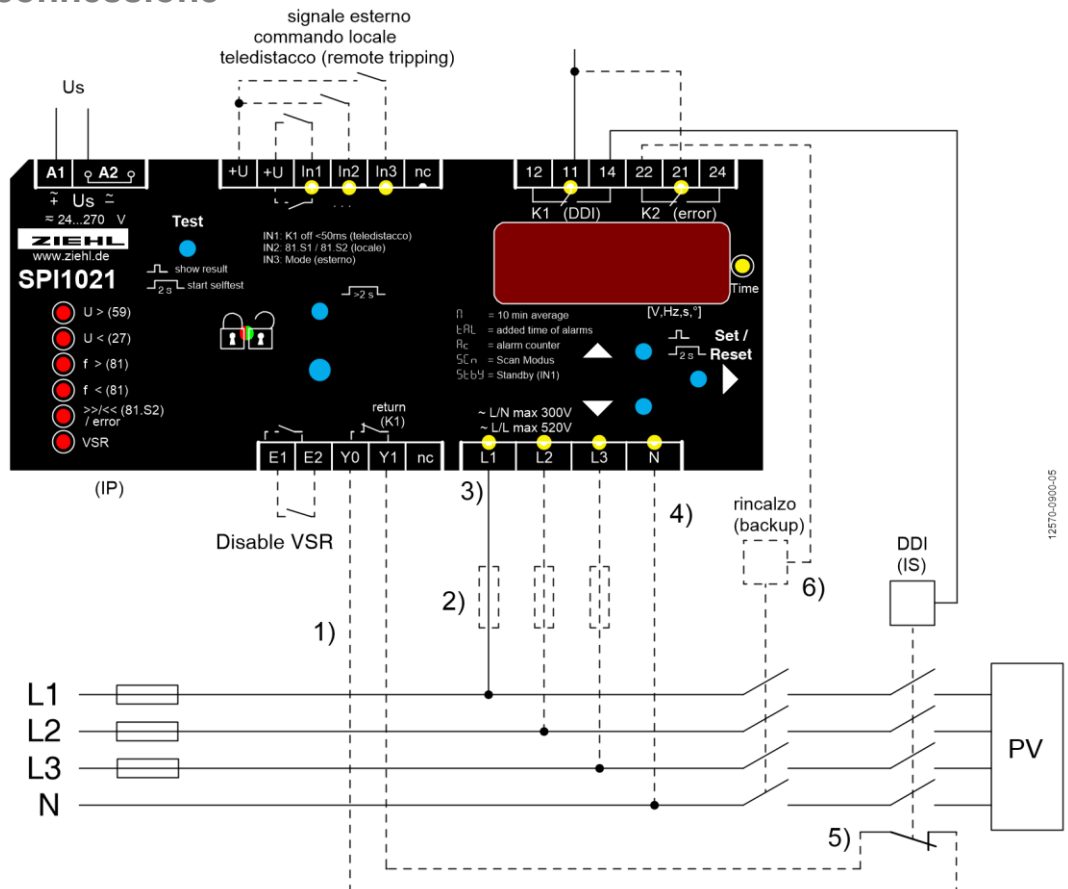 signale esterno
commando locale
teledistacco (remote tripping)
Us
A1 A2
+U +U In1 In2 In3 nc
12 11 14 22 21 24
≂ Us ≂
+ -
≂ 24...270 V
K1 (DDI) K2 (error)
ZIEHL
www.ziehl.de
SPI1021
Test
show result
2 s start selftest
IN1: K1 off <50ms (teledistacco)
IN2: 81.S1 / 81.S2 (locale)
IN3: Mode (esterno)
>2 s
Time
[V,Hz,s,°]
U > (59)
U < (27)
f > (81)
f < (81)
>>/<< (81.S2)
/ error
VSR
= 10 min average
tAL = added time of alarms
Ac = alarm counter
SCn = Scan Modus
Stby = Standby (IN1)
Set /
2 s Reset
return
(K1)
~ L/N max 300V
~ L/L max 520V
E1 E2 Y0 Y1 nc
L1 L2 L3 N
(IP)
Disable VSR
1)
2)
3)
4)
rincalzo
(backup)
6)
DDI
(IS)
12570-0900-05
L1
L2
L3
N
PV
5)